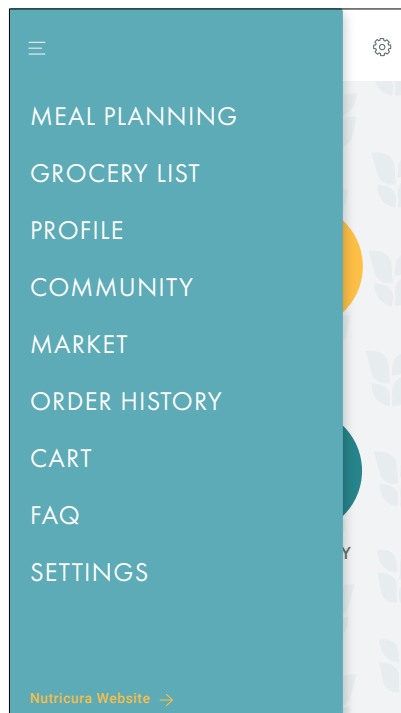 MEAL PLANNING
GROCERY LIST
PROFILE
COMMUNITY
MARKET
ORDER HISTORY
CART
FAQ
SETTINGS
Y
Nutricura Website →